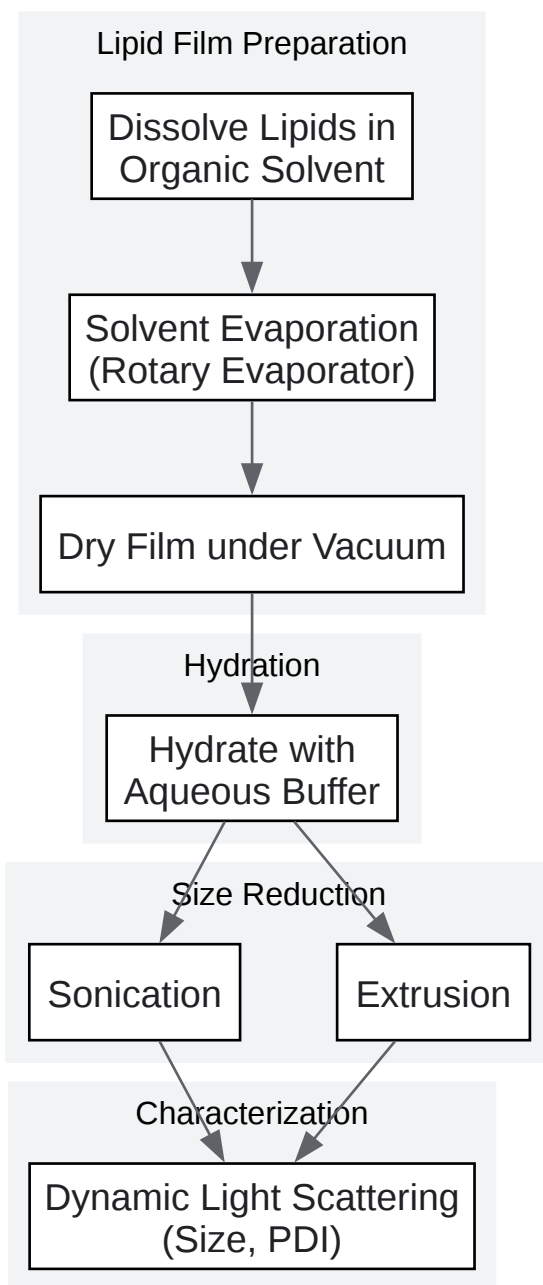 Lipid Film Preparation
Dissolve Lipids in
Organic Solvent
Solvent Evaporation
(Rotary Evaporator)
Dry Film under Vacuum
Hydration
Hydrate with
Aqueous Buffer
Size Reduction
Sonication
Extrusion
Characterization
Dynamic Light Scattering
(Size, PDI)